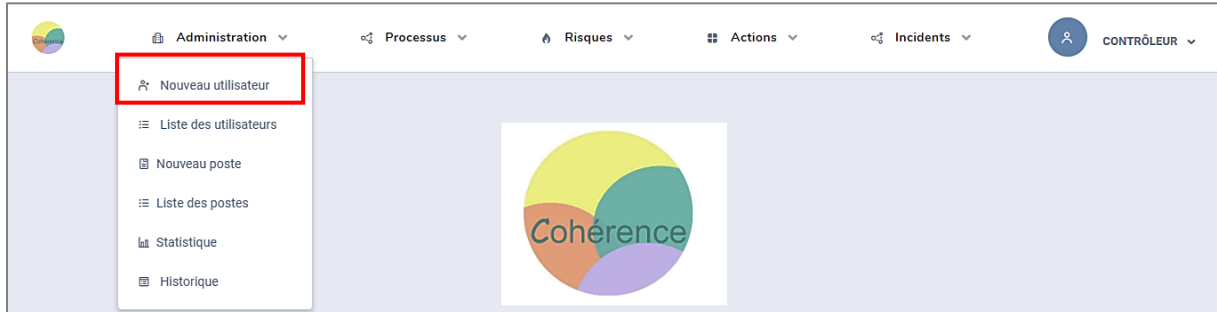 Cohérence
Administration
Processus
Risques
Actions
Incidents
CONTRÔLEUR
Nouveau utilisateur
Liste des utilisateurs
Nouveau poste
Liste des postes
Statistique
Historique
Cohérence